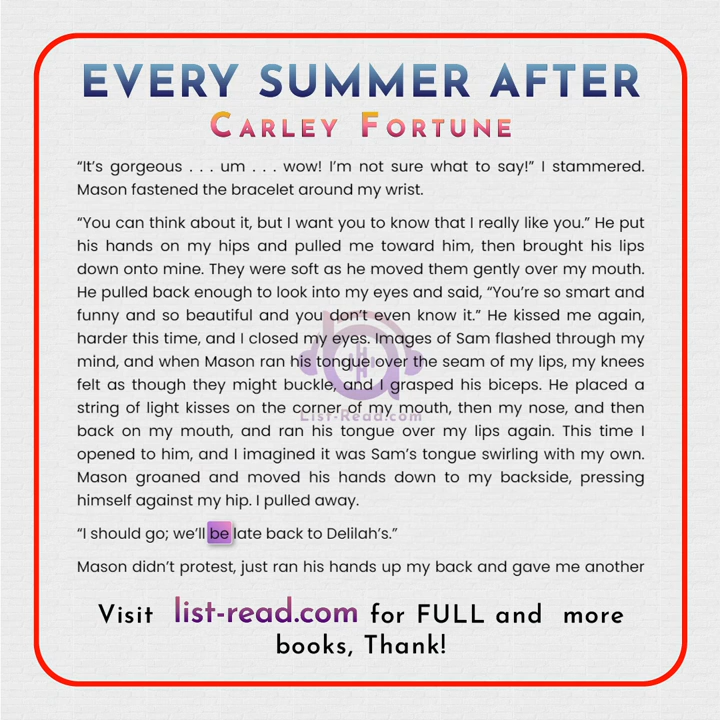 EVERY SUMMER AFTER
CARLEY FORTUNE
“It’s gorgeous . . . um . . . wow! I’m not sure what to say!” I stammered.
Mason fastened the bracelet around my wrist.
“You can think about it, but I want you to know that I really like you.” He put
his hands on my hips and pulled me toward him, then brought his lips
down onto mine. They were soft as he moved them gently over my mouth.
He pulled back enough to look into my eyes and said, “You’re so smart and
funny and so beautiful and you don’t even know it.” He kissed me again,
harder this time, and I closed my eyes. Images of Sam flashed through my
mind, and when Mason ran his tongue over the seam of my lips, my knees
felt as though they might buckle, and I grasped his biceps. He placed a
string of light kisses on the corner of my mouth, then my nose, and then
List-Read.com
back on my mouth, and ran his tongue over my lips again. This time I
opened to him, and I imagined it was Sam’s tongue swirling with my own.
Mason groaned and moved his hands down to my backside, pressing
himself against my hip. I pulled away.
“I should go; we’ll be late back to Delilah’s.”
Mason didn’t protest, just ran his hands up my back and gave me another
Visit list-read.com for FULL and more
books, Thank!